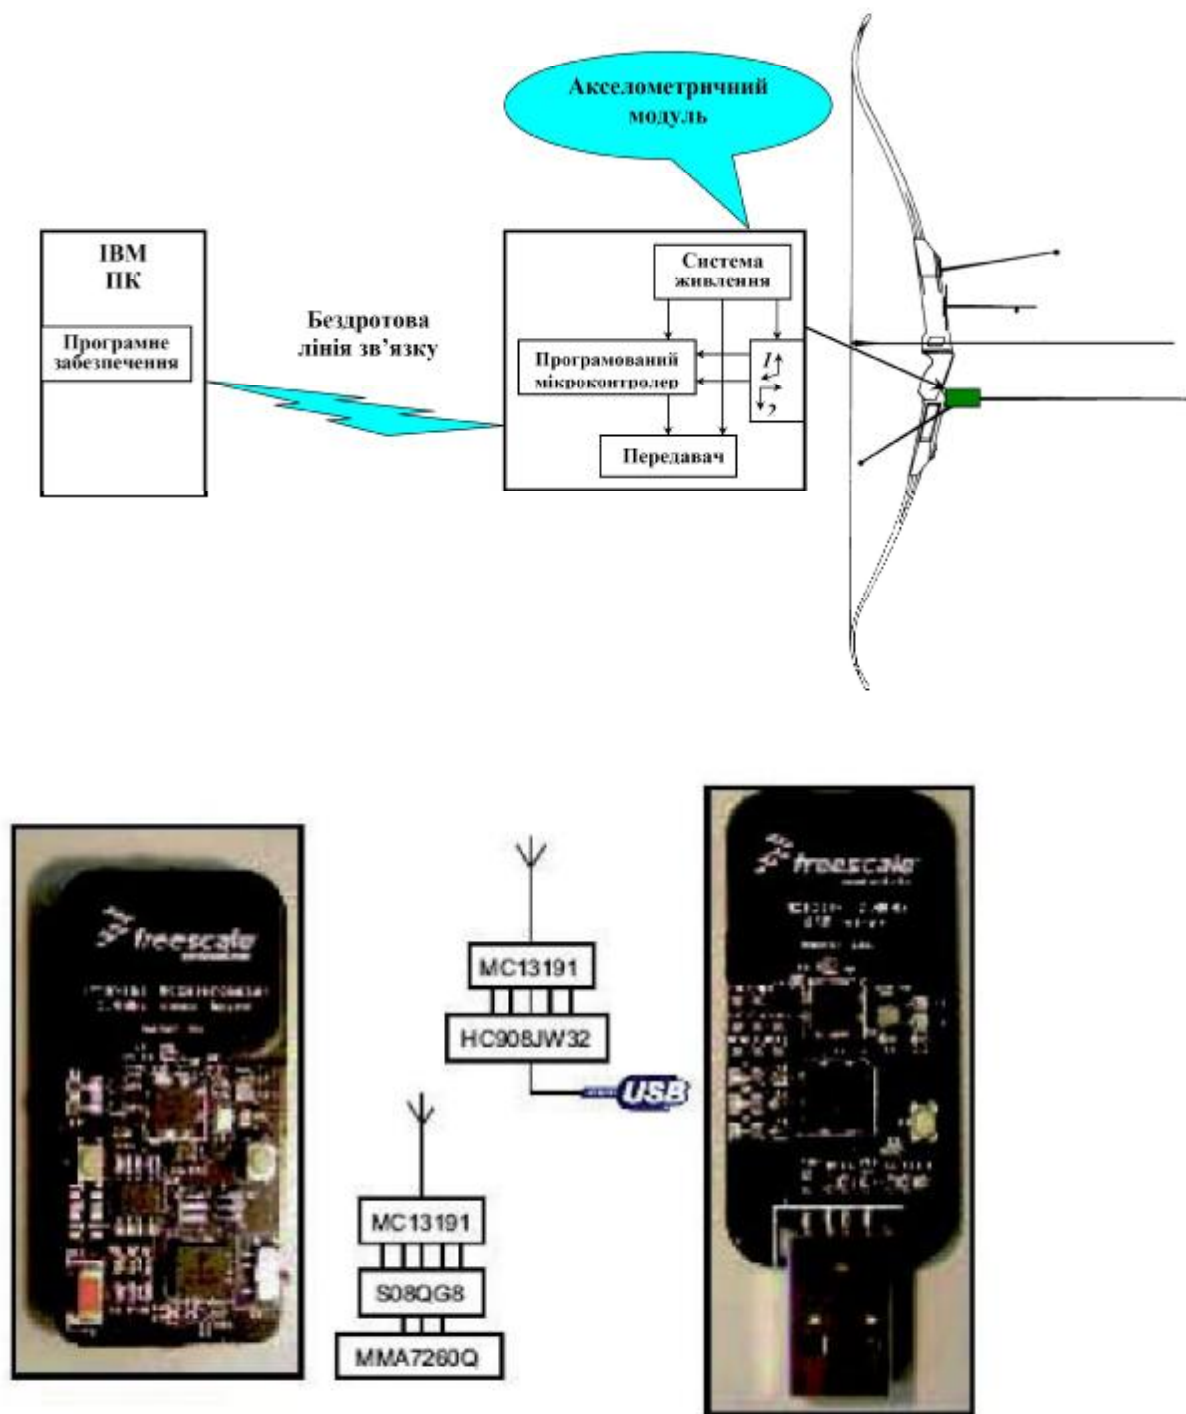 Акселометричний
модуль
IBM
ПК
Програмне
забезпечення
Бездротова
лінія зв’язку
Система
живлення
Програмований
мікроконтролер
1
2
Передавач
freescale
MC13191
HC908JW32
USB
MC13191
S08QG8
MMA7260Q
freescale